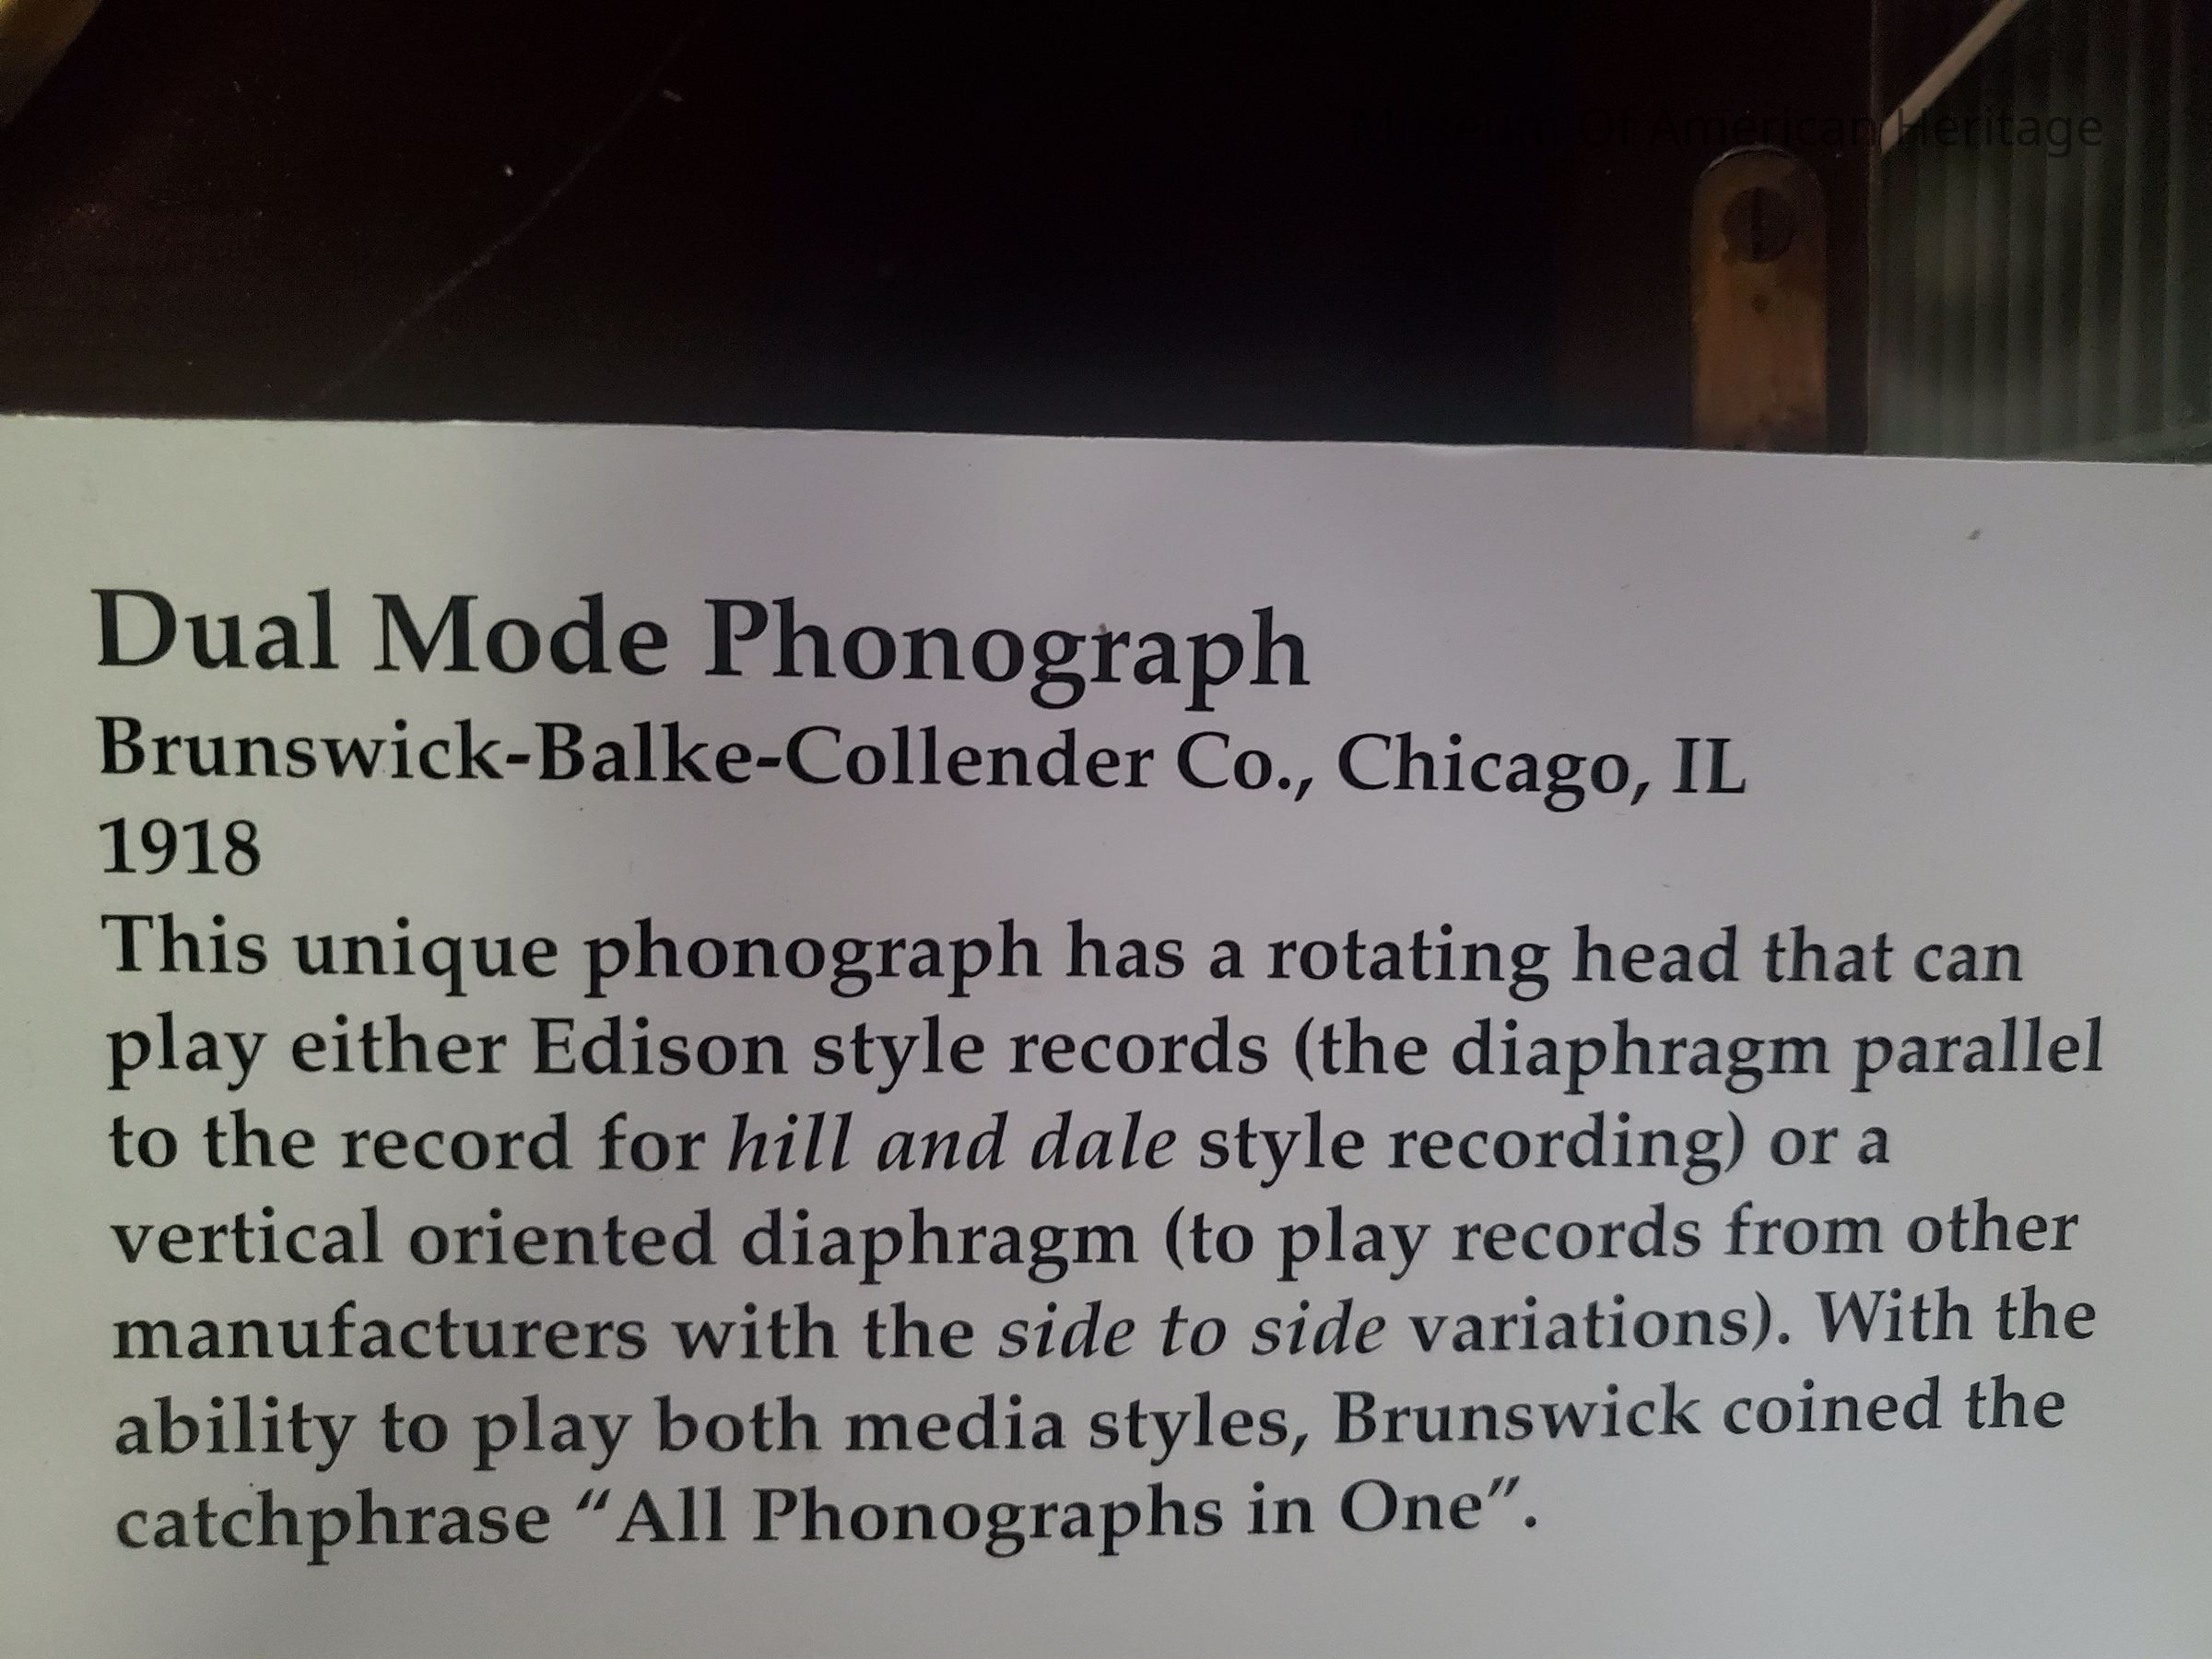 Museum Of American Heritage
Dual Mode Phonograph
Brunswick-Balke-Collender Co., Chicago, IL
1918
This unique phonograph has a rotating head that can
play either Edison style records (the diaphragm parallel
to the record for hill and dale style recording) or a
vertical oriented diaphragm (to play records from other
manufacturers with the side to side variations). With the
ability to play both media styles, Brunswick coined the
catchphrase “All Phonographs in One”.